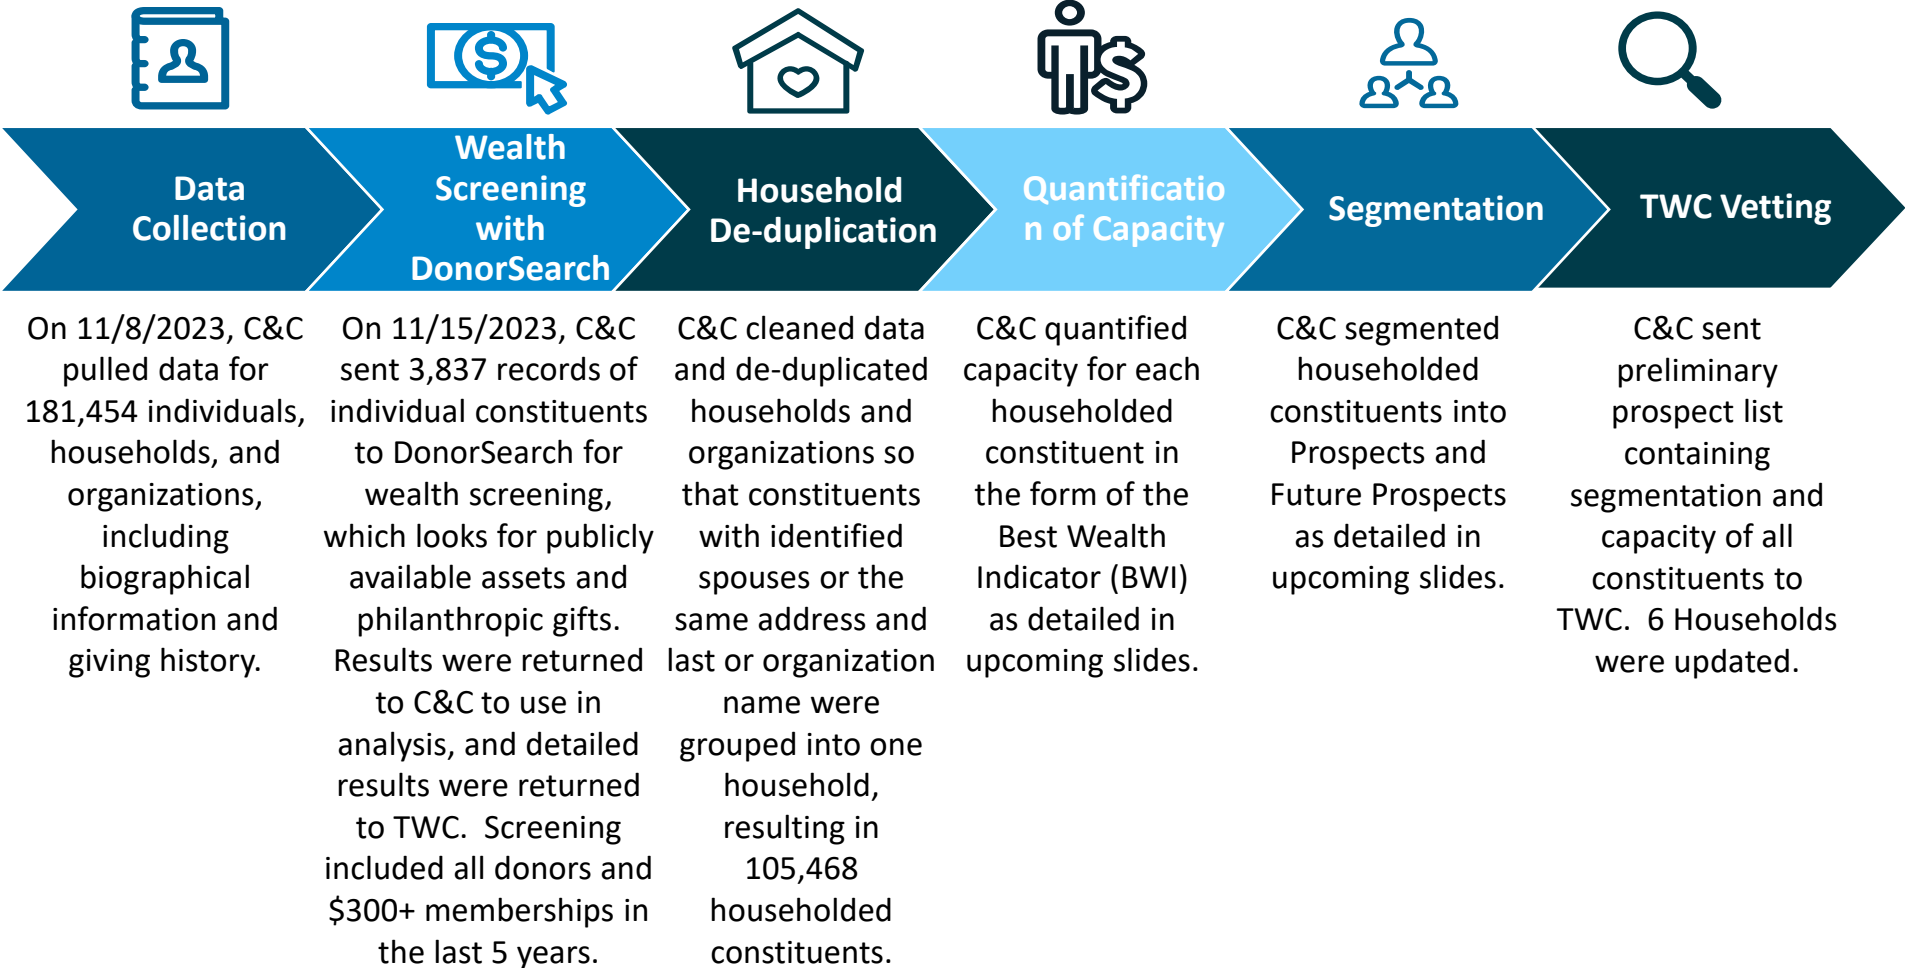 Data
Collection
Wealth
Screening
with
DonorSearch
Household
De-duplication
Quantificatio
n of Capacity
Segmentation
TWC Vetting
On 11/8/2023, C&C
pulled data for
181,454 individuals,
households, and
organizations,
including
biographical
information and
giving history.
On 11/15/2023, C&C
sent 3,837 records of
individual constituents
to DonorSearch for
wealth screening,
which looks for publicly
available assets and
philanthropic gifts.
Results were returned
to C&C to use in
analysis, and detailed
results were returned
to TWC.  Screening
included all donors and
$300+ memberships in
the last 5 years.
C&C cleaned data
and de-duplicated
households and
organizations so
that constituents
with identified
spouses or the
same address and
last or organization
name were
grouped into one
household,
resulting in
105,468
householded
constituents.
C&C quantified
capacity for each
householded
constituent in
the form of the
Best Wealth
Indicator (BWI)
as detailed in
upcoming slides.
C&C segmented
householded
constituents into
Prospects and
Future Prospects
as detailed in
upcoming slides.
C&C sent
preliminary
prospect list
containing
segmentation and
capacity of all
constituents to
TWC.  6 Households
were updated.